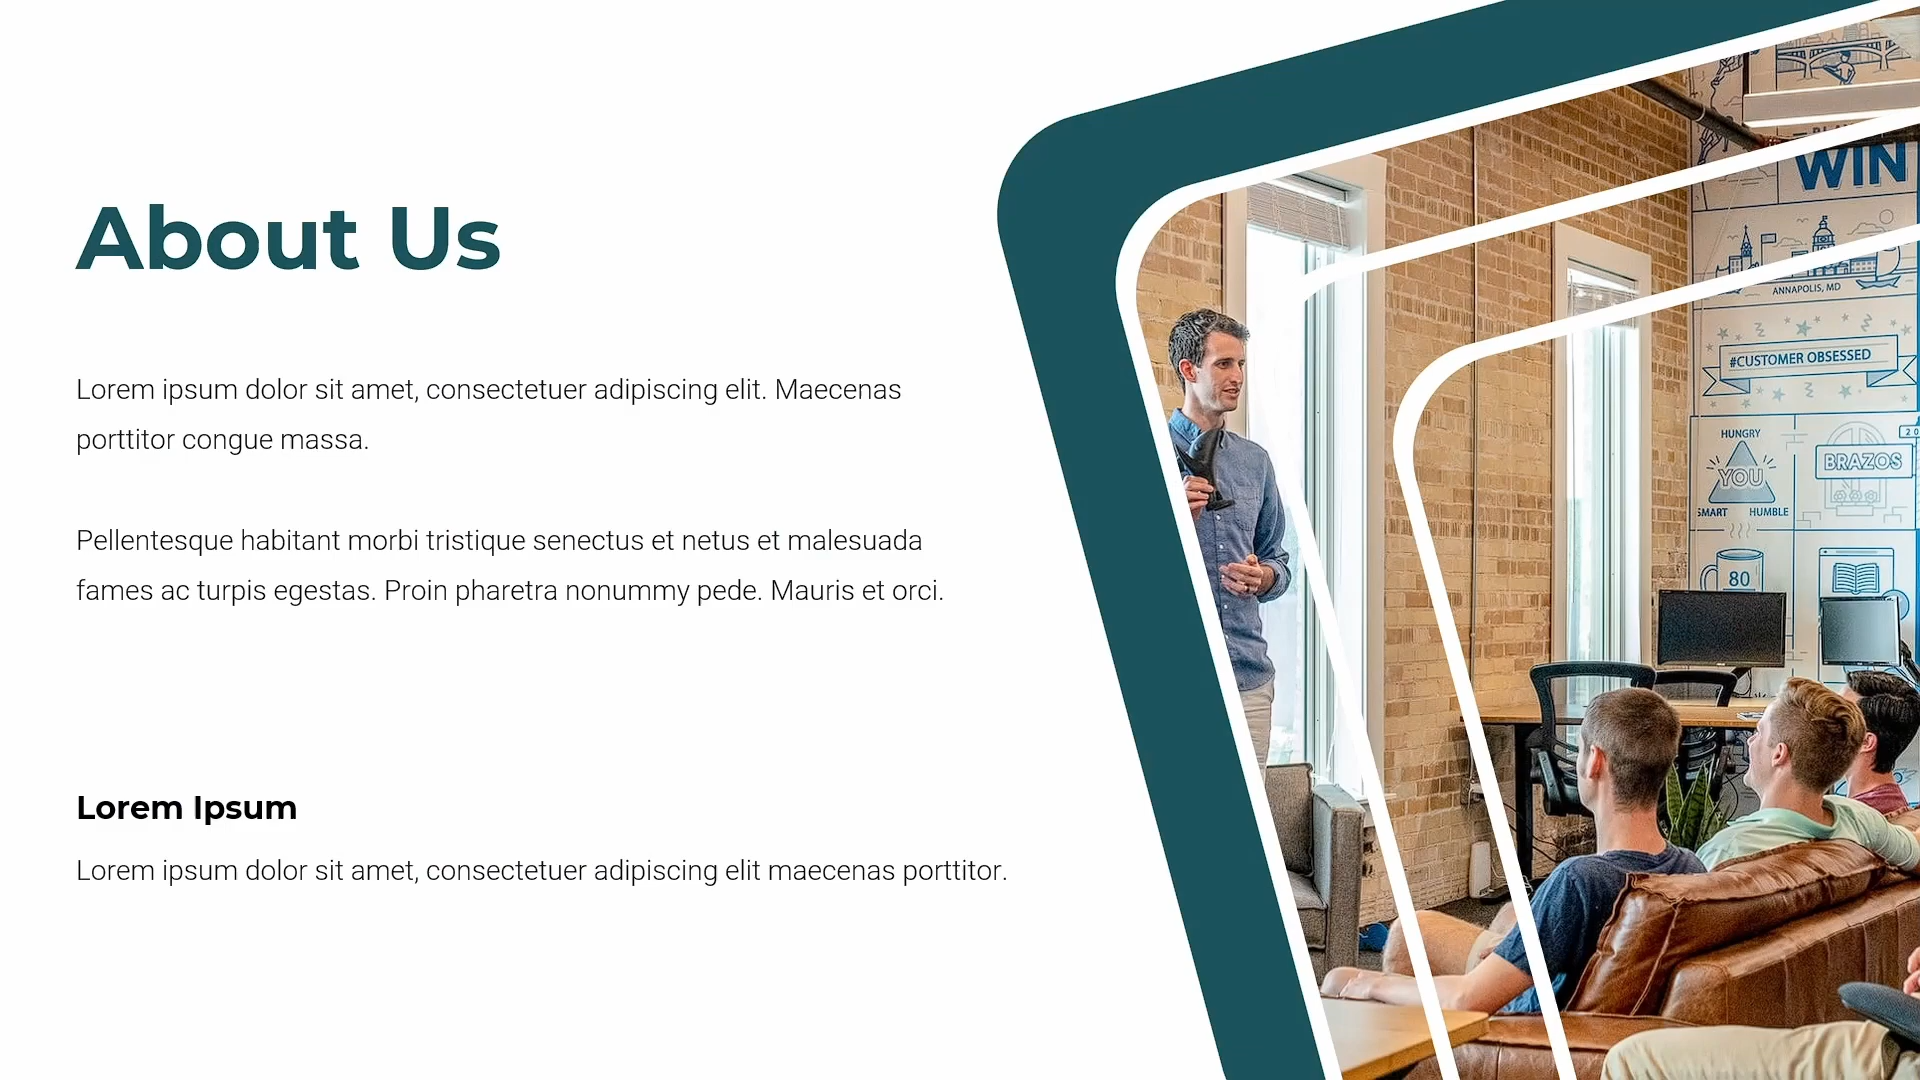 About Us
Lorem ipsum dolor sit amet, consectetuer adipiscing elit. Maecenas
porttitor congue massa.
Pellentesque habitant morbi tristique senectus et netus et malesuada
fames ac turpis egestas. Proin pharetra nonummy pede. Mauris et orci.
Lorem Ipsum
Lorem ipsum dolor sit amet, consectetuer adipiscing elit maecenas porttitor.
WIN
ANNAPOLIS, MD
#CUSTOMER OBSESSED
HUNGRY
YOU
SMART HUMBLE
BRAZOS
80